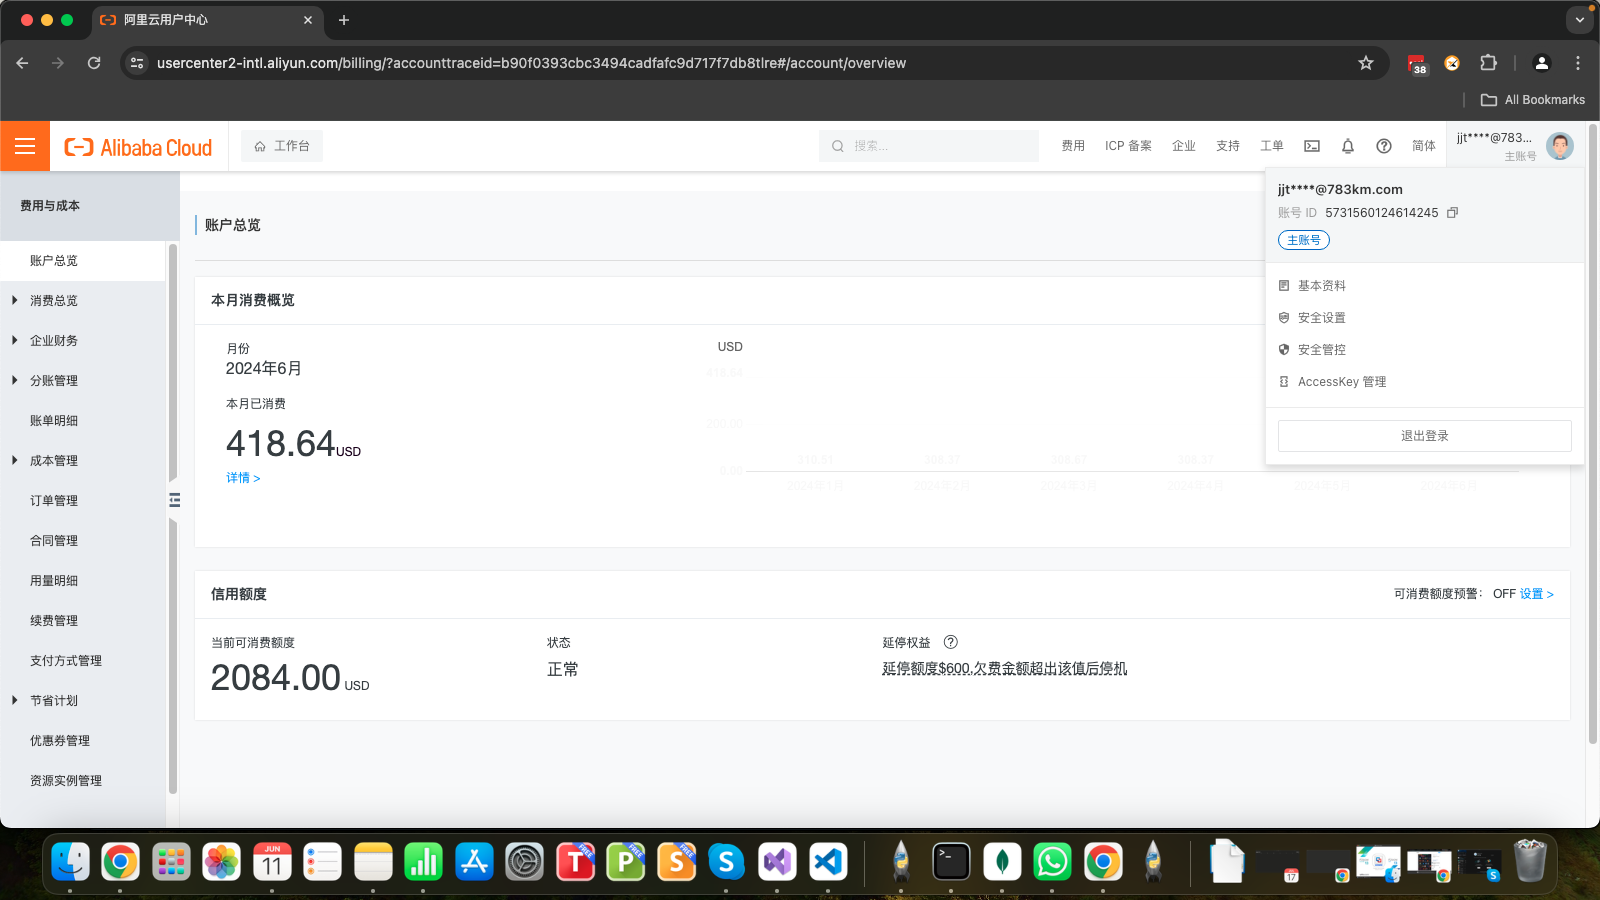 阿里云用户中心
usercenter2-intl.aliyun.com/billing/?accounttraceid=b90f0393cbc3494cadfafc9d717f7db8tlre#/account/overview
38
All Bookmarks
Alibaba Cloud
工作台
搜索...
费用
ICP 备案
企业
支持
工单
简体
jjt****@783...
主账号
jjt****@783km.com
账号 ID 5731560124614245
主账号
基本资料
安全设置
安全管控
AccessKey 管理
退出登录
费用与成本
账户总览
消费总览
企业财务
分账管理
账单明细
成本管理
订单管理
合同管理
用量明细
续费管理
支付方式管理
节省计划
优惠券管理
资源实例管理
账户总览
本月消费概览
月份
2024年6月
本月已消费
418.64USD
详情 >
USD
418.64
200.00
0.00
2024年1月
2024年2月
2024年3月
2024年4月
2024年5月
2024年6月
信用额度
可消费额度预警： OFF 设置 >
当前可消费额度
2084.00 USD
状态
正常
延停权益
延停额度$600,欠费金额超出该值后停机
JUN
11
T
FREE
P
FREE
S
FREE
17